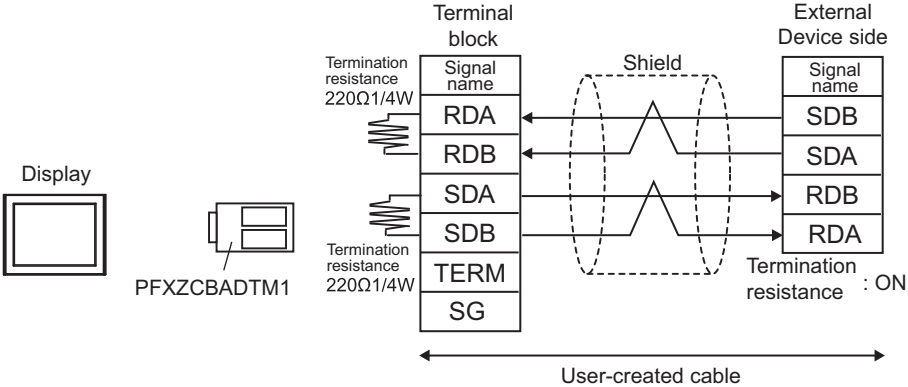 Display
PFXZCBADTM1
Termination
resistance
220Ω1/4W
Termination
resistance
220Ω1/4W
Terminal
block
Signal
name
RDA
RDB
SDA
SDB
TERM
SG
Shield
External
Device side
Signal
name
SDB
SDA
RDB
RDA
Termination
resistance : ON
User-created cable